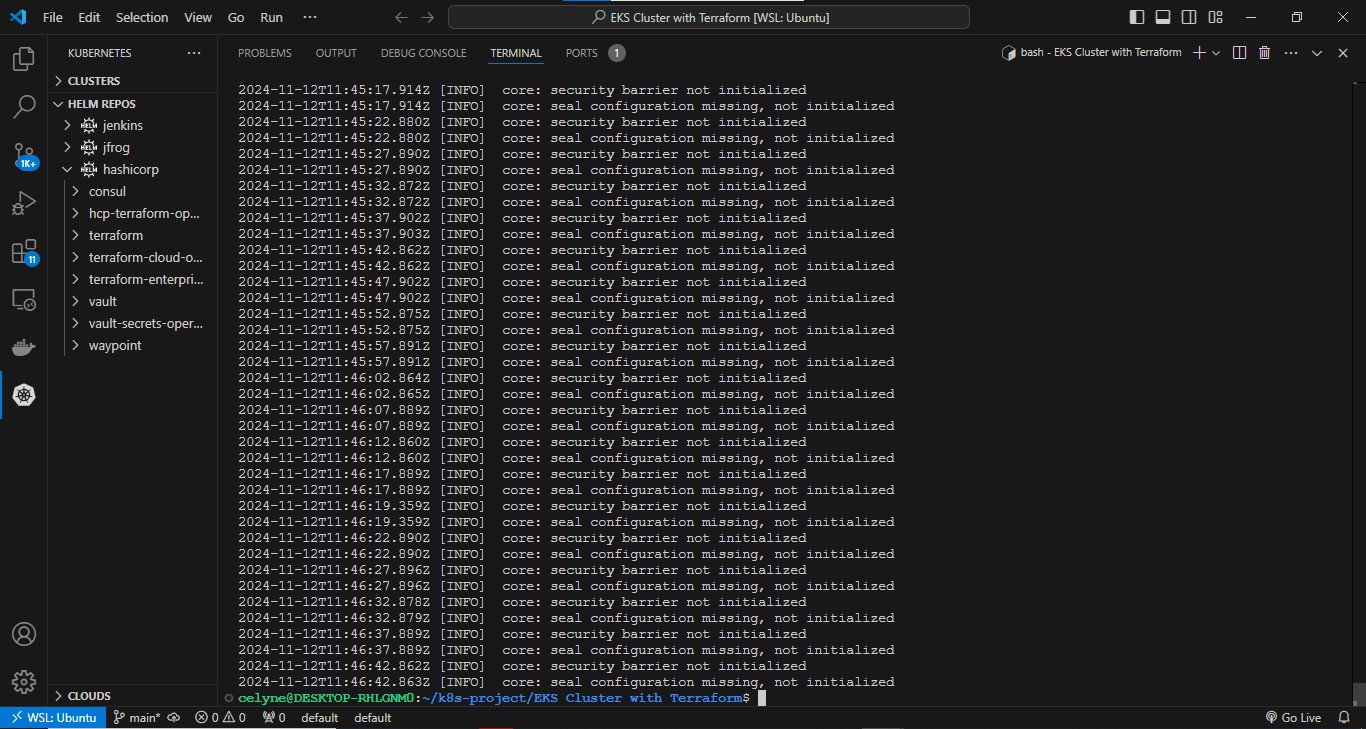 File Edit Selection View Go Run ···
EKS Cluster with Terraform [WSL: Ubuntu]
KUBERNETES ···
CLUSTERS
HELM REPOS
HELM jenkins
HELM jfrog
HELM hashicorp
consul
hcp-terraform-op...
terraform
terraform-cloud-o...
terraform-enterpri...
vault
vault-secrets-oper...
waypoint
CLOUDS
1K+
11
PROBLEMS OUTPUT DEBUG CONSOLE TERMINAL PORTS 1
bash - EKS Cluster with Terraform
2024-11-12T11:45:17.914Z [INFO] core: security barrier not initialized
2024-11-12T11:45:17.914Z [INFO] core: seal configuration missing, not initialized
2024-11-12T11:45:22.880Z [INFO] core: security barrier not initialized
2024-11-12T11:45:22.880Z [INFO] core: seal configuration missing, not initialized
2024-11-12T11:45:27.890Z [INFO] core: security barrier not initialized
2024-11-12T11:45:27.890Z [INFO] core: seal configuration missing, not initialized
2024-11-12T11:45:32.872Z [INFO] core: security barrier not initialized
2024-11-12T11:45:32.872Z [INFO] core: seal configuration missing, not initialized
2024-11-12T11:45:37.902Z [INFO] core: security barrier not initialized
2024-11-12T11:45:37.903Z [INFO] core: seal configuration missing, not initialized
2024-11-12T11:45:42.862Z [INFO] core: security barrier not initialized
2024-11-12T11:45:42.862Z [INFO] core: seal configuration missing, not initialized
2024-11-12T11:45:47.902Z [INFO] core: security barrier not initialized
2024-11-12T11:45:47.902Z [INFO] core: seal configuration missing, not initialized
2024-11-12T11:45:52.875Z [INFO] core: security barrier not initialized
2024-11-12T11:45:52.875Z [INFO] core: seal configuration missing, not initialized
2024-11-12T11:45:57.891Z [INFO] core: security barrier not initialized
2024-11-12T11:45:57.891Z [INFO] core: seal configuration missing, not initialized
2024-11-12T11:46:02.864Z [INFO] core: security barrier not initialized
2024-11-12T11:46:02.865Z [INFO] core: seal configuration missing, not initialized
2024-11-12T11:46:07.889Z [INFO] core: security barrier not initialized
2024-11-12T11:46:07.889Z [INFO] core: seal configuration missing, not initialized
2024-11-12T11:46:12.860Z [INFO] core: security barrier not initialized
2024-11-12T11:46:12.860Z [INFO] core: seal configuration missing, not initialized
2024-11-12T11:46:17.889Z [INFO] core: security barrier not initialized
2024-11-12T11:46:17.889Z [INFO] core: seal configuration missing, not initialized
2024-11-12T11:46:19.359Z [INFO] core: security barrier not initialized
2024-11-12T11:46:19.359Z [INFO] core: seal configuration missing, not initialized
2024-11-12T11:46:22.890Z [INFO] core: security barrier not initialized
2024-11-12T11:46:22.890Z [INFO] core: seal configuration missing, not initialized
2024-11-12T11:46:27.896Z [INFO] core: security barrier not initialized
2024-11-12T11:46:27.896Z [INFO] core: seal configuration missing, not initialized
2024-11-12T11:46:32.878Z [INFO] core: security barrier not initialized
2024-11-12T11:46:32.879Z [INFO] core: seal configuration missing, not initialized
2024-11-12T11:46:37.889Z [INFO] core: security barrier not initialized
2024-11-12T11:46:37.889Z [INFO] core: seal configuration missing, not initialized
2024-11-12T11:46:42.862Z [INFO] core: security barrier not initialized
2024-11-12T11:46:42.863Z [INFO] core: seal configuration missing, not initialized
celyne@DESKTOP-RHLGNM0:~/k8s-project/EKS Cluster with Terraform$
WSL: Ubuntu main* 0 0 0 default default Go Live